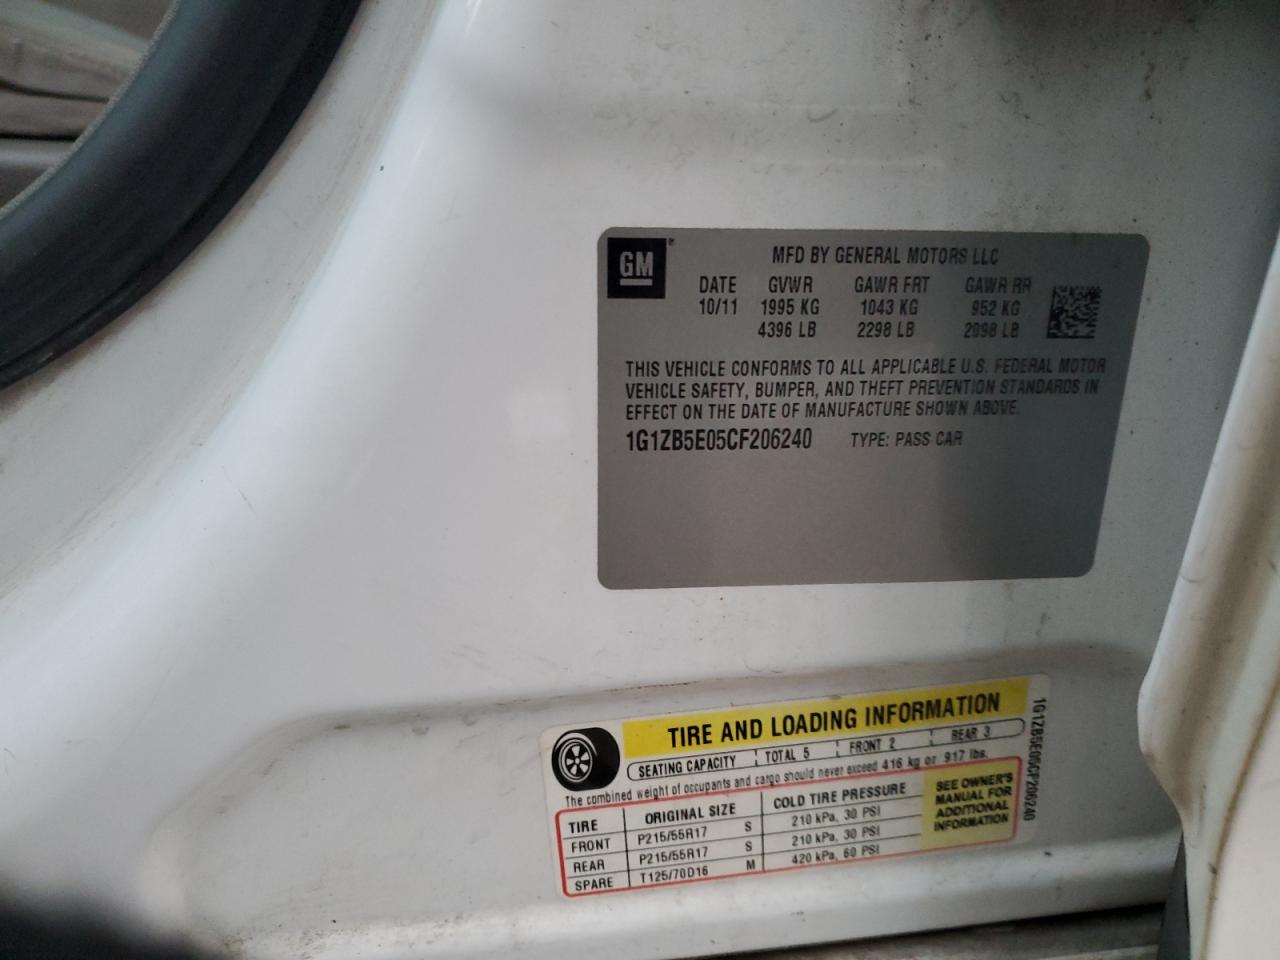 GM
MFD BY GENERAL MOTORS LLC
DATE GVWR GAWR FRT GAWR RR
10/11 1995 KG 1043 KG 952 KG
4396 LB 2298 LB 2098 LB
THIS VEHICLE CONFORMS TO ALL APPLICABLE U.S. FEDERAL MOTOR
VEHICLE SAFETY, BUMPER, AND THEFT PREVENTION STANDARDS IN
EFFECT ON THE DATE OF MANUFACTURE SHOWN ABOVE.
1G1ZB5E05CF206240 TYPE: PASS CAR
TIRE AND LOADING INFORMATION
SEATING CAPACITY TOTAL 5 FRONT 2 REAR 3
The combined weight of occupants and cargo should never exceed 416 kg or 917 lbs.
TIRE ORIGINAL SIZE COLD TIRE PRESSURE
FRONT P215/55R17 S 210 kPa, 30 PSI
REAR P215/55R17 S 210 kPa, 30 PSI
SPARE T125/70D16 M 420 kPa, 60 PSI
SEE OWNER'S
MANUAL FOR
ADDITIONAL
INFORMATION
1G1ZB5E05CF206240